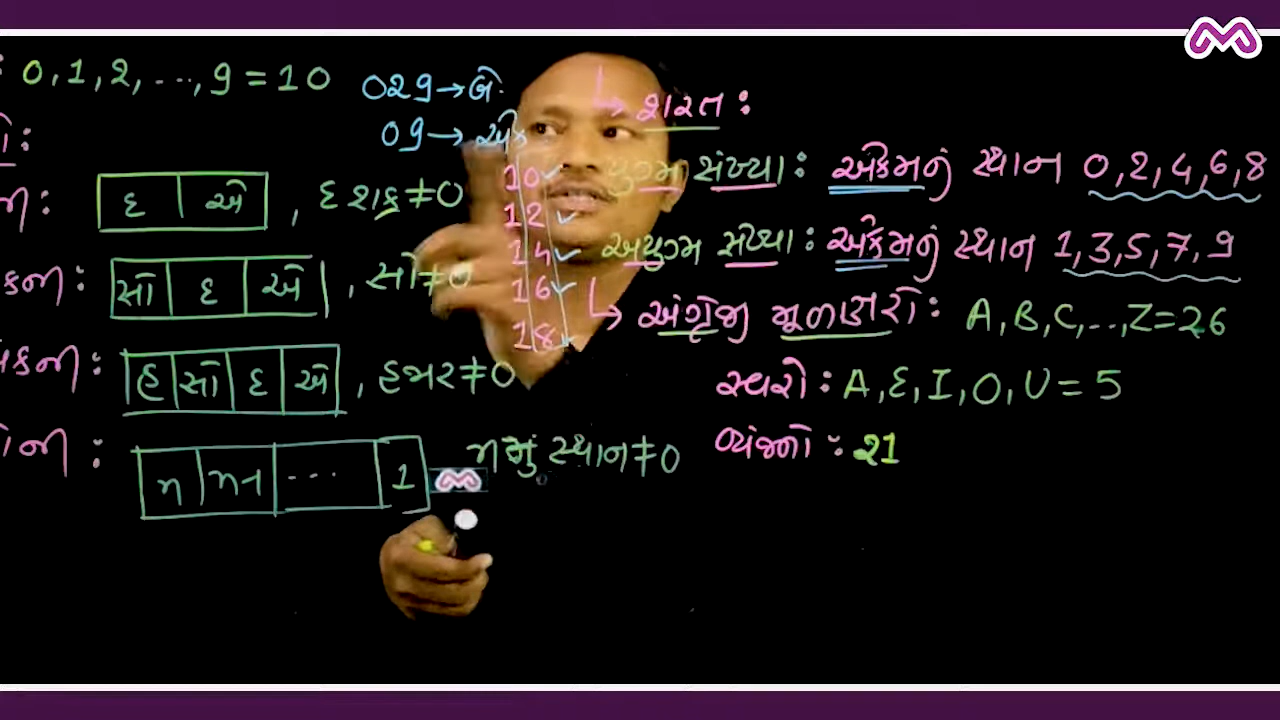 : 0, 1, 2, ..., 9 = 10
029 → બે
09 → એક
દ | એ , દશક ≠ 0
સો | દ | એ , સો ≠ 0
હ | સો | દ | એ , હજાર ≠ 0
n | n-1 | ... | 1
nમું સ્થાન ≠ 0
10 ✓
12 ✓
14 ✓
16 ✓
18
↳ શરત :
યુગ્મ સંખ્યા : એકમનું સ્થાન 0, 2, 4, 6, 8
અયુગ્મ સંખ્યા : એકમનું સ્થાન 1, 3, 5, 7, 9
↳ અંગ્રેજી મૂળાક્ષરો : A, B, C, ..., Z = 26
સ્વરો : A, E, I, O, U = 5
વ્યંજનો : 21